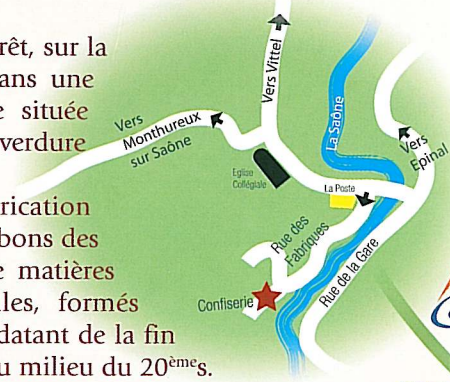 rêt, sur la
ans une
e située
verdure
rication
bons des
e matières
lles, formés
datant de la fin
u milieu du 20èmes.
Vers Vittel
Vers
Monthureux
sur Saône
La Saône
Vers
Epinal
Eglise
Collégiale
La Poste
Rue des
Fabriques
Rue de la Gare
Confiserie